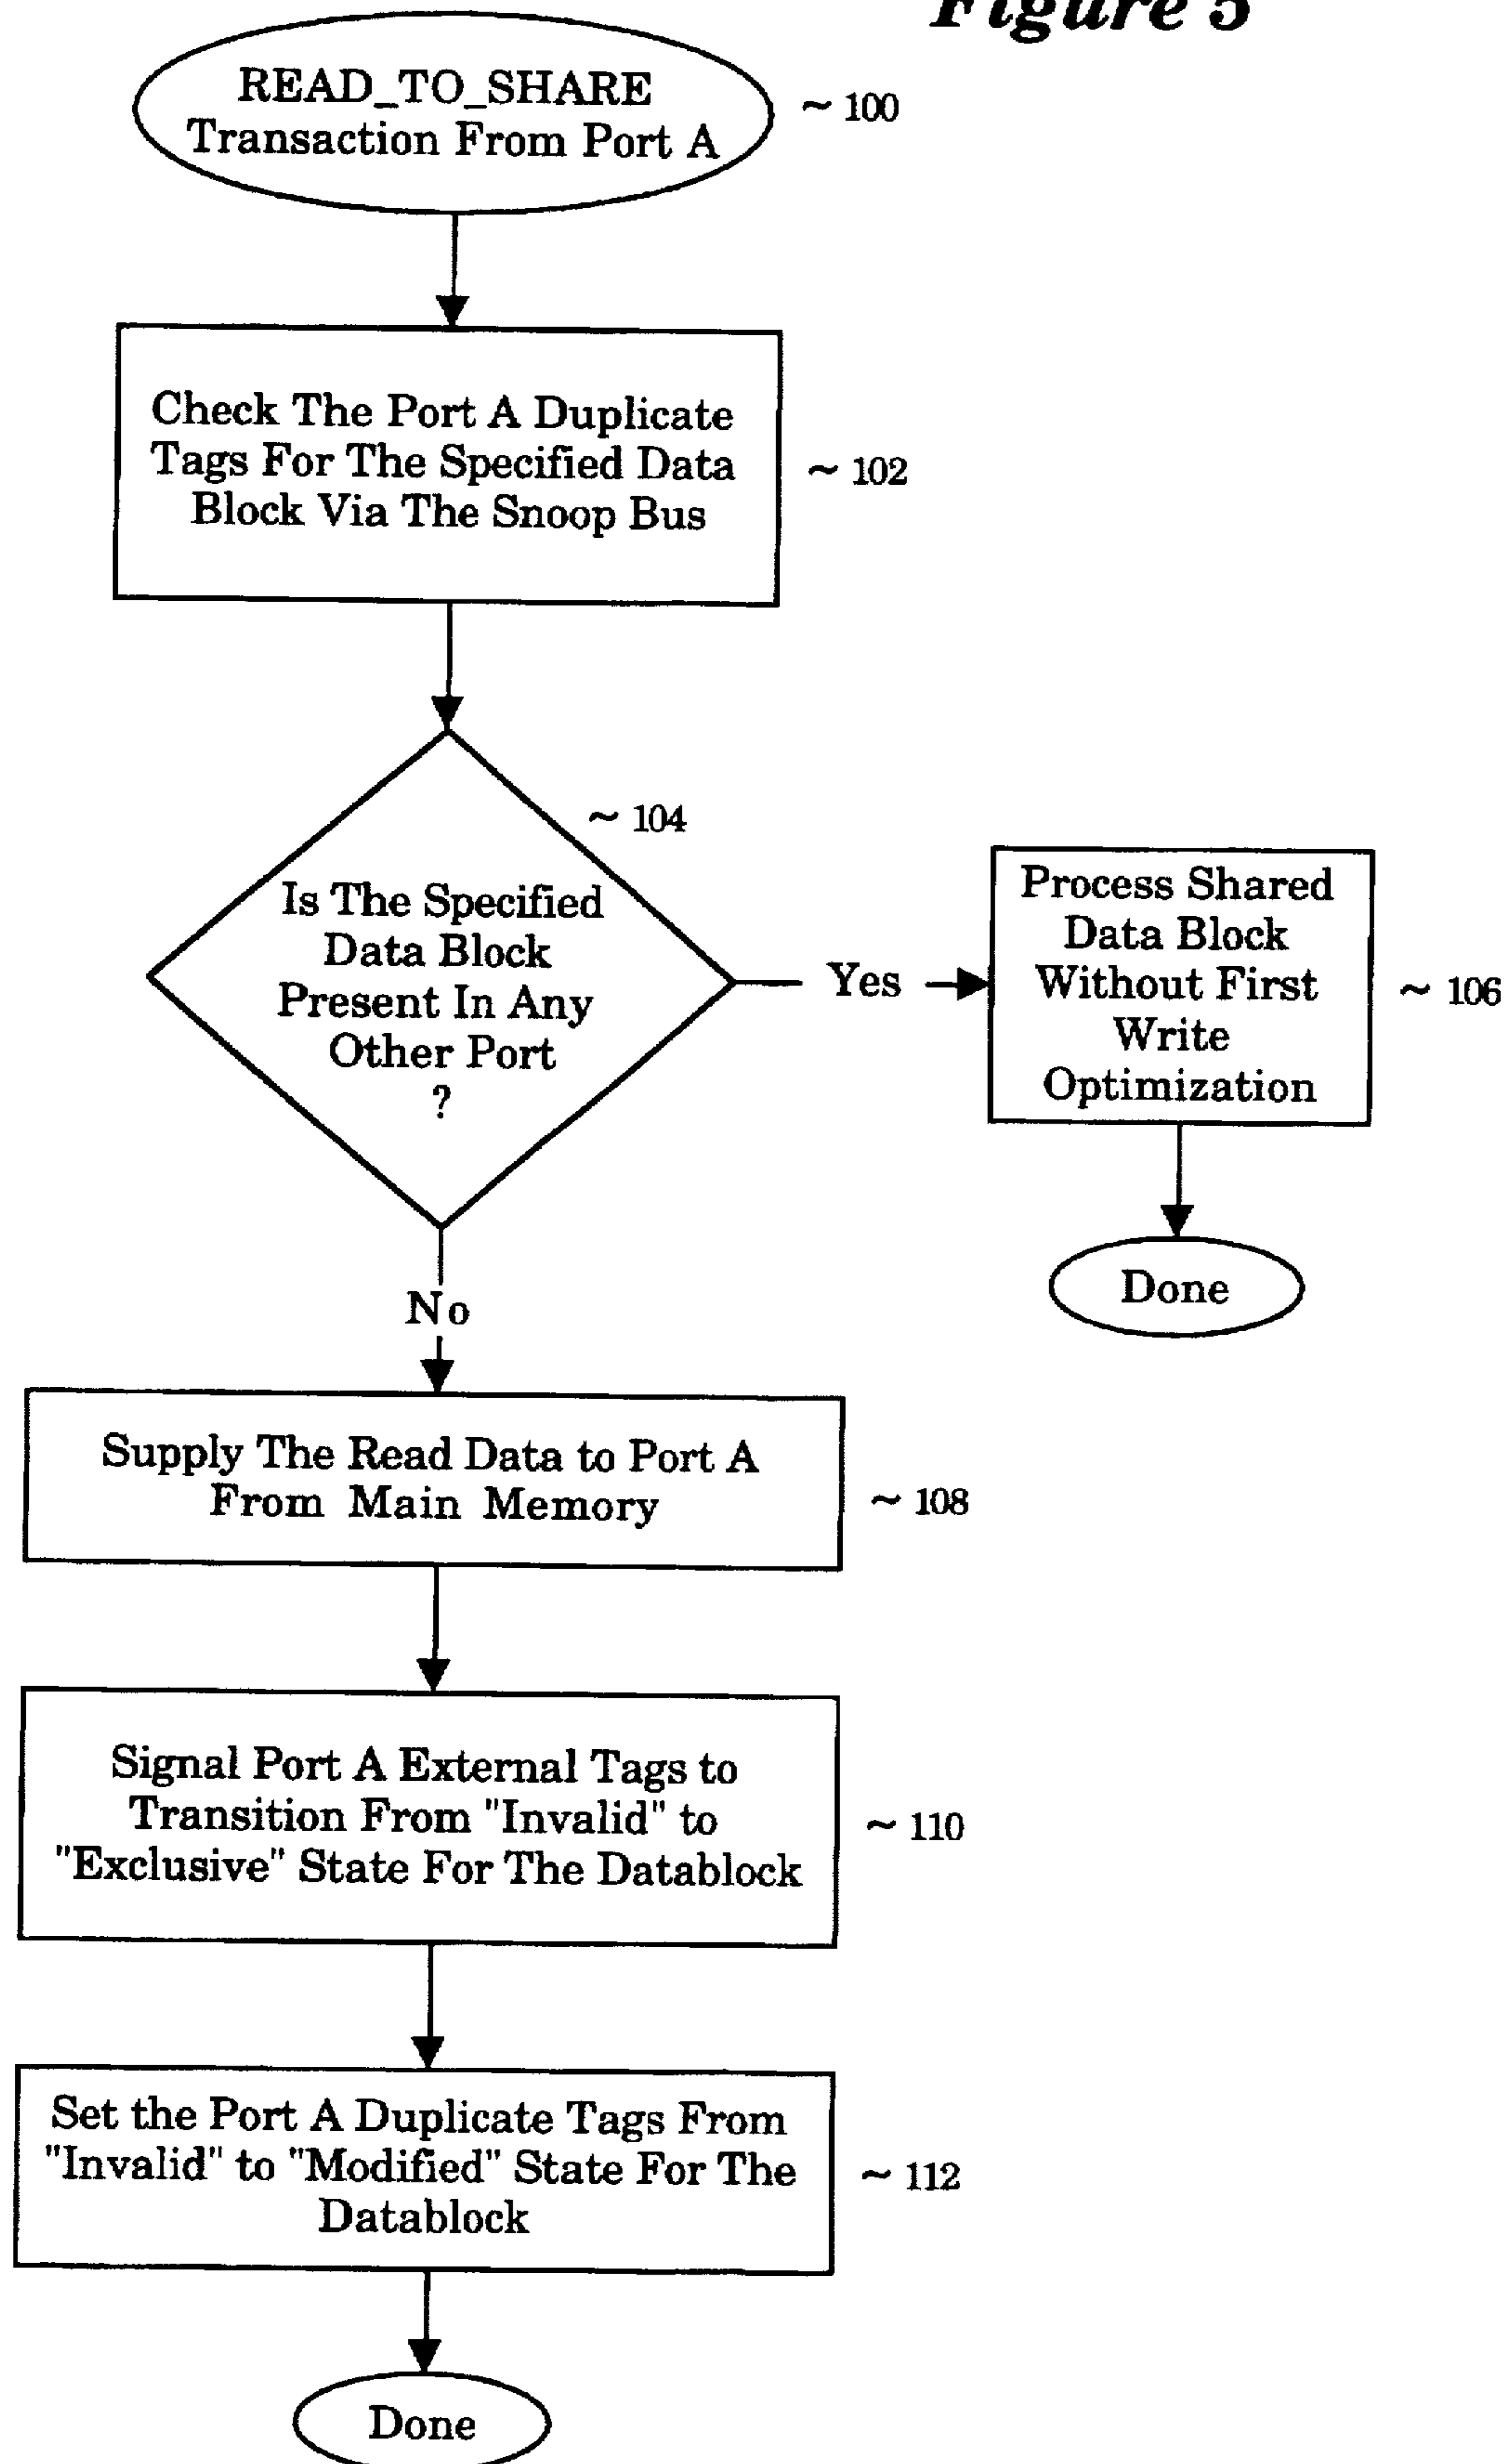 Figure 5
READ_TO_SHARE
Transaction From Port A
~ 100
Check The Port A Duplicate
Tags For The Specified Data
Block Via The Snoop Bus
~ 102
~ 104
Is The Specified
Data Block
Present In Any
Other Port
?
Yes
Process Shared
Data Block
Without First
Write
Optimization
~ 106
Done
No
Supply The Read Data to Port A
From Main Memory
~ 108
Signal Port A External Tags to
Transition From "Invalid" to
"Exclusive" State For The Datablock
~ 110
Set the Port A Duplicate Tags From
"Invalid" to "Modified" State For The
Datablock
~ 112
Done